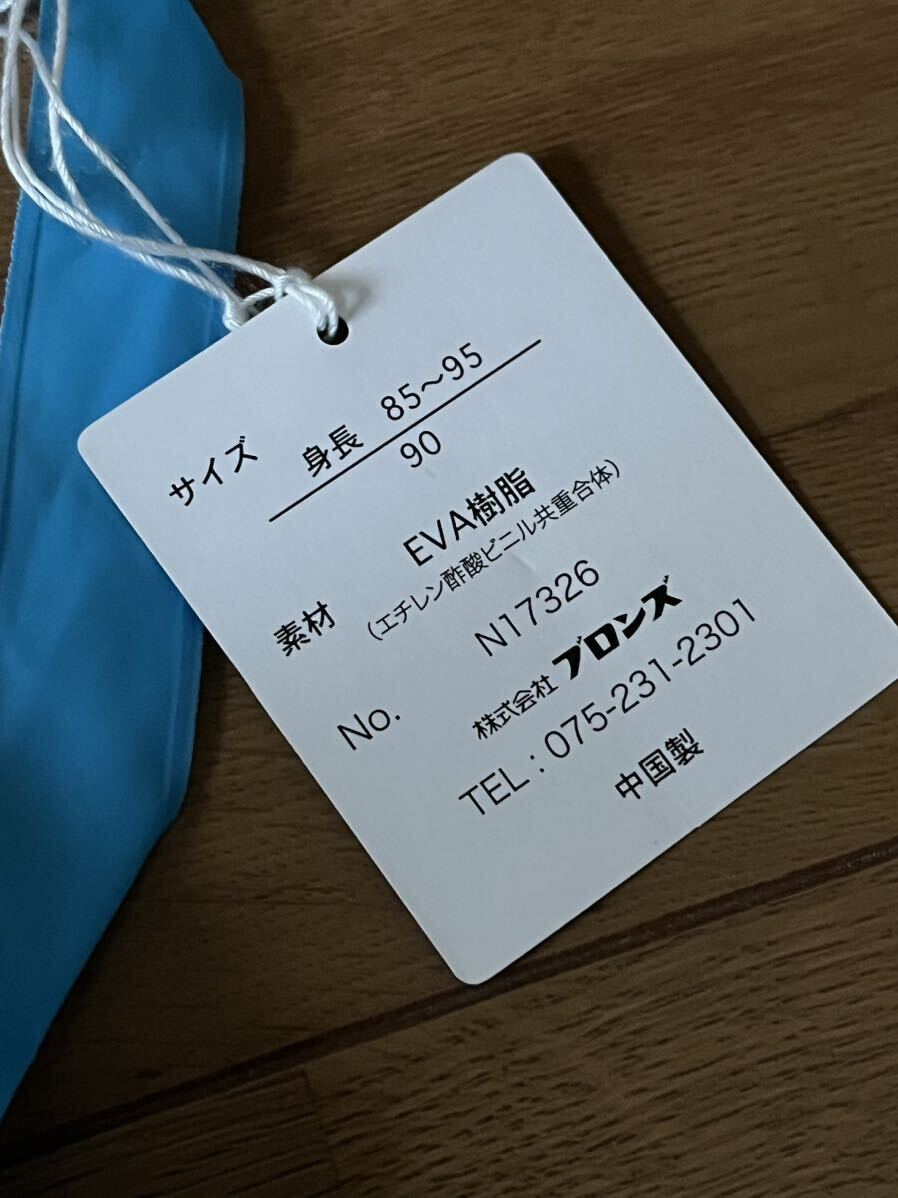 サイズ 身長 85～95
90
素材 EVA樹脂
(エチレン酢酸ビニル共重合体)
No. N17326
株式会社 ブロンズ
TEL : 075-231-2301
中国製